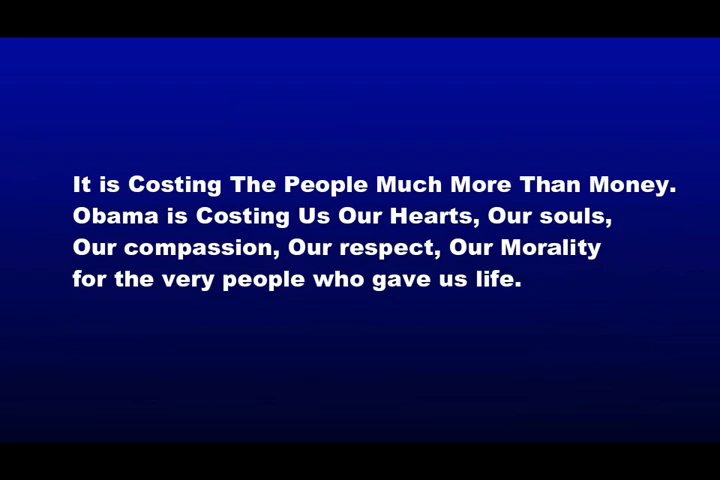 It is Costing The People Much More Than Money.
Obama is Costing Us Our Hearts, Our souls,
Our compassion, Our respect, Our Morality
for the very people who gave us life.